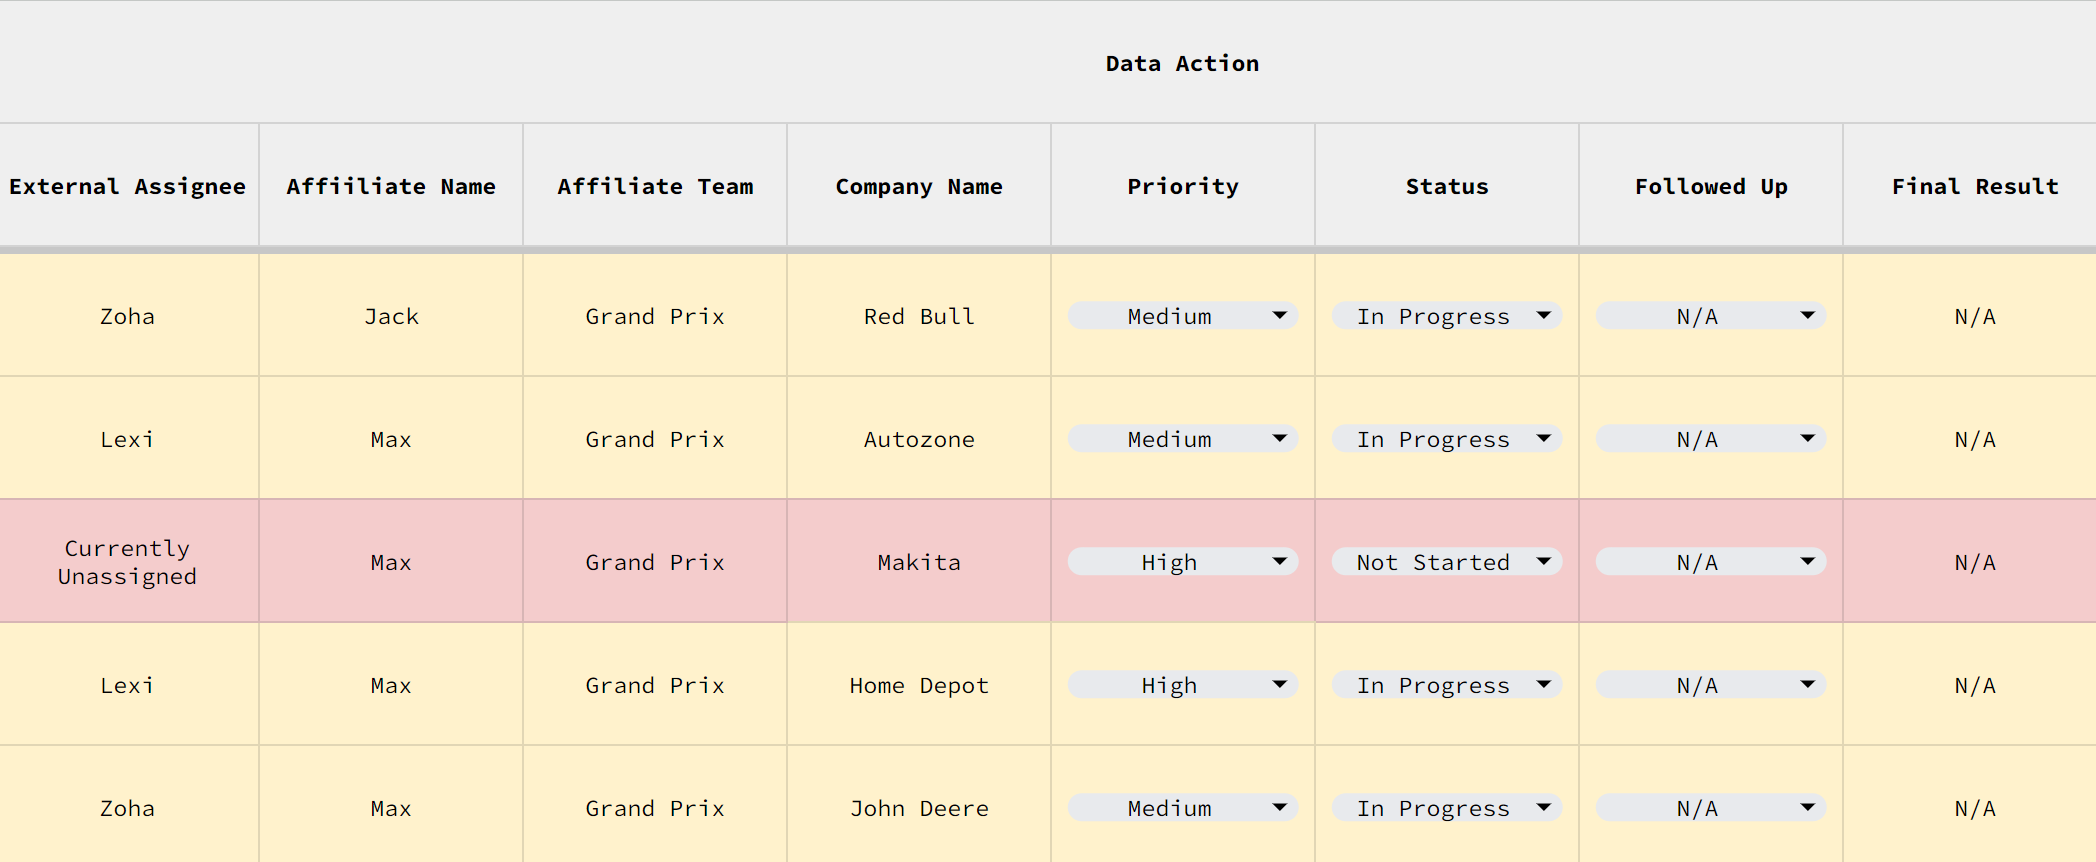 Data Action
External Assignee Affiiliate Name Affiliate Team Company Name Priority Status Followed Up Final Result
Zoha Jack Grand Prix Red Bull Medium In Progress N/A N/A
Lexi Max Grand Prix Autozone Medium In Progress N/A N/A
Currently
Unassigned Max Grand Prix Makita High Not Started N/A N/A
Lexi Max Grand Prix Home Depot High In Progress N/A N/A
Zoha Max Grand Prix John Deere Medium In Progress N/A N/A